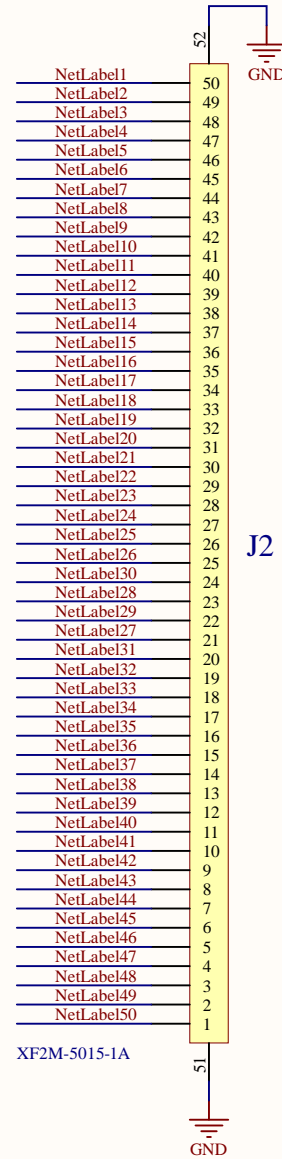 52
GND
NetLabel1 50
NetLabel2 49
NetLabel3 48
NetLabel4 47
NetLabel5 46
NetLabel6 45
NetLabel7 44
NetLabel8 43
NetLabel9 42
NetLabel10 41
NetLabel11 40
NetLabel12 39
NetLabel13 38
NetLabel14 37
NetLabel15 36
NetLabel16 35
NetLabel17 34
NetLabel18 33
NetLabel19 32
NetLabel20 31
NetLabel21 30
NetLabel22 29
NetLabel23 28
NetLabel24 27
NetLabel25 26
J2
NetLabel26 25
NetLabel30 24
NetLabel28 23
NetLabel29 22
NetLabel27 21
NetLabel31 20
NetLabel32 19
NetLabel33 18
NetLabel34 17
NetLabel35 16
NetLabel36 15
NetLabel37 14
NetLabel38 13
NetLabel39 12
NetLabel40 11
NetLabel41 10
NetLabel42 9
NetLabel43 8
NetLabel44 7
NetLabel45 6
NetLabel46 5
NetLabel47 4
NetLabel48 3
NetLabel49 2
NetLabel50 1
XF2M-5015-1A
51
GND